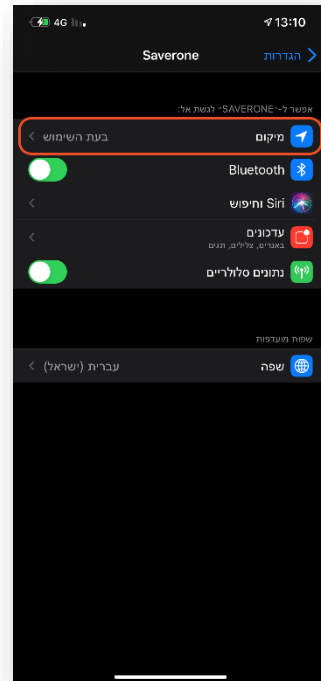 13:10 4G
הגדרות Saverone
אפשר ל-"SAVERONE" לגשת אל:
מיקום בעת השימוש
Bluetooth
Siri וחיפוש
עדכונים
באנרים, צלילים, תגים
נתונים סלולריים
שפות מועדפות
שפה עברית (ישראל)